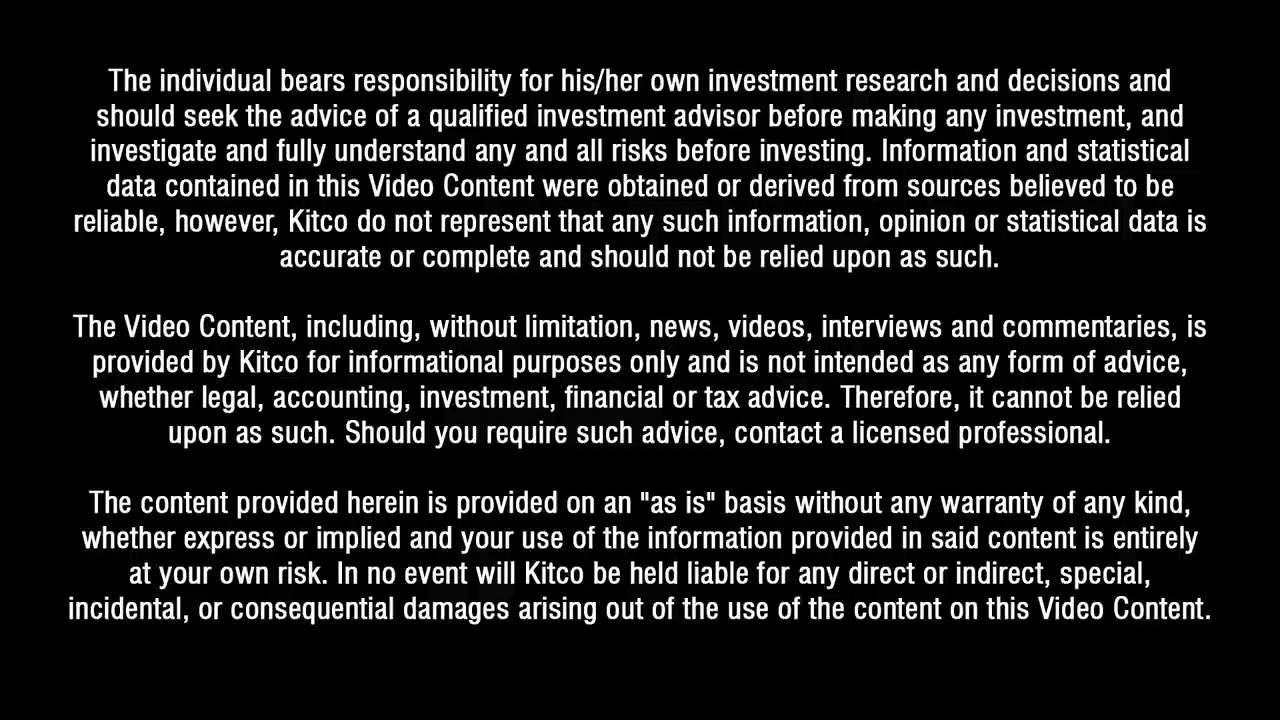 The individual bears responsibility for his/her own investment research and decisions and
should seek the advice of a qualified investment advisor before making any investment, and
investigate and fully understand any and all risks before investing. Information and statistical
data contained in this Video Content were obtained or derived from sources believed to be
reliable, however, Kitco do not represent that any such information, opinion or statistical data is
accurate or complete and should not be relied upon as such.
The Video Content, including, without limitation, news, videos, interviews and commentaries, is
provided by Kitco for informational purposes only and is not intended as any form of advice,
whether legal, accounting, investment, financial or tax advice. Therefore, it cannot be relied
upon as such. Should you require such advice, contact a licensed professional.
The content provided herein is provided on an "as is" basis without any warranty of any kind,
whether express or implied and your use of the information provided in said content is entirely
at your own risk. In no event will Kitco be held liable for any direct or indirect, special,
incidental, or consequential damages arising out of the use of the content on this Video Content.